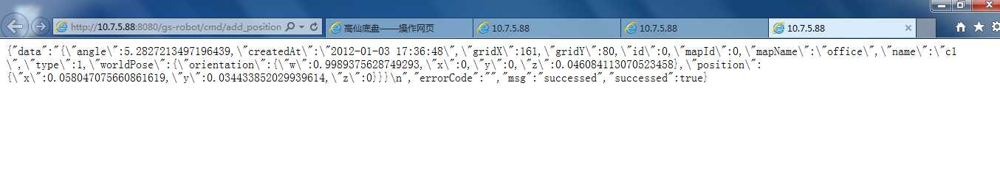 http://10.7.5.88:8080/gs-robot/cmd/add_position
高仙底盘——操作网页
10.7.5.88
10.7.5.88
10.7.5.88
{"data":"{\"angle\":5.2827213497196439,\"createdAt\":\"2012-01-03 17:36:48\",\"gridX\":161,\"gridY\":80,\"id\":0,\"mapId\":0,\"mapName\":\"office\",\"name\":\"c1
\",\"type\":1,\"worldPose\":{\"orientation\":{\"w\":0.9989375628749293,\"x\":0,\"y\":0,\"z\":0.046084113070523458},\"position\":
{\"x\":0.058047075660861619,\"y\":0.034433852029939614,\"z\":0}}}\n","errorCode":"","msg":"successed","successed":true}